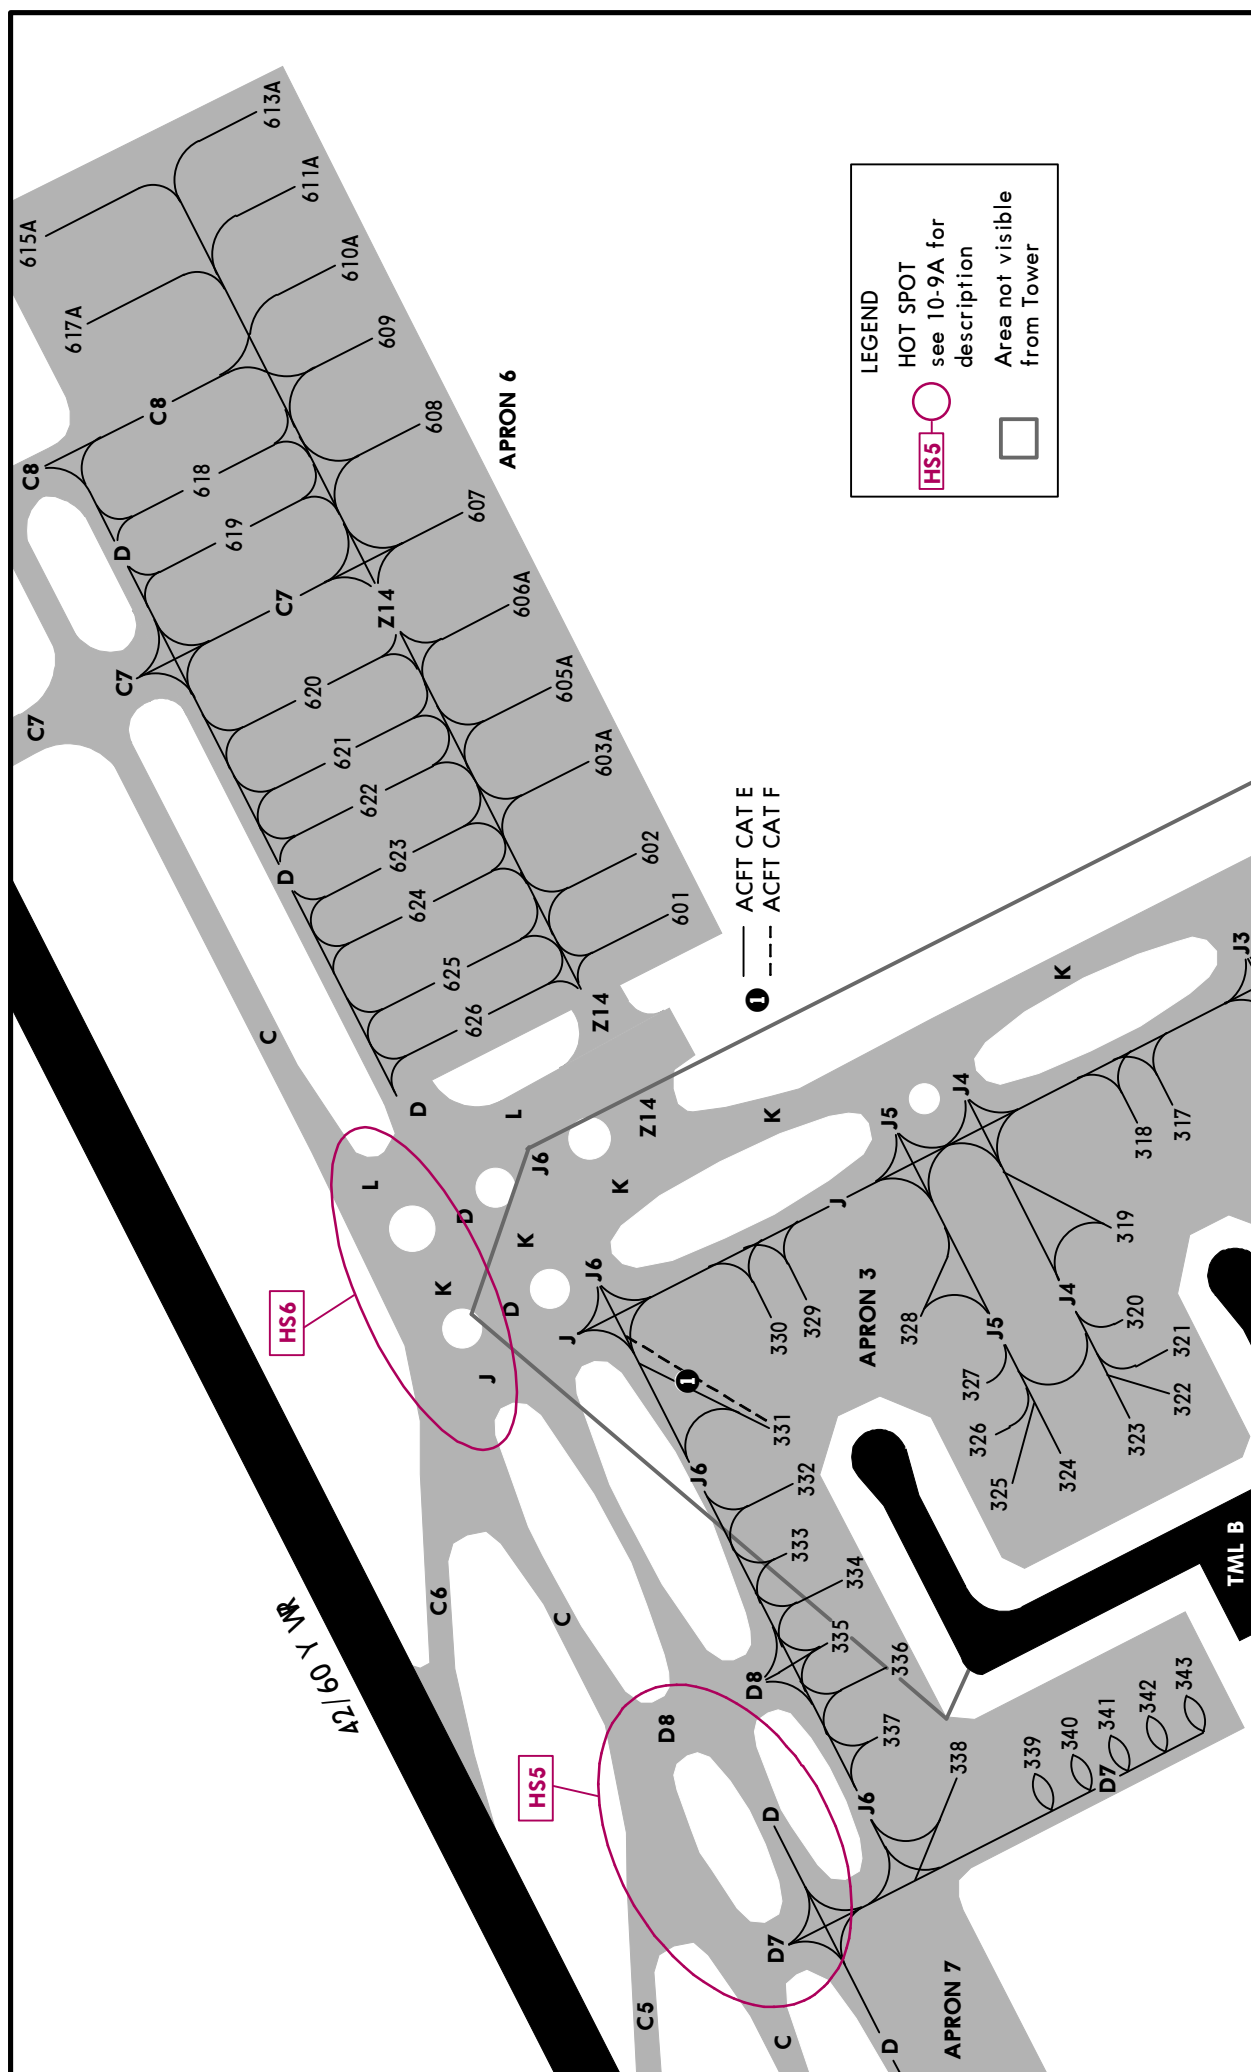 615A
613A
617A
611A
610A
609
C8
C8
608
APRON 6
618
619
D
607
C7
C7
C7
Z14
606A
620
605A
621
603A
622
D
623
602
624
601
625
626
Z14
C
D
L
Z14
K
K
J3
LEGEND
HS5
HOT SPOT
see 10-9A for
description
Area not visible
from Tower
1
ACFT CAT E
ACFT CAT F
HS6
L
D
K
J6
K
K
D
J
J6
J
J
J5
J4
318
317
319
330
329
APRON 3
328
J5
J4
320
321
322
323
327
326
325
324
1
331
J6
332
333
334
335
336
337
338
D8
D8
C6
C
42/60 Y WR
HS5
D
J6
D7
339
340
341
342
343
D7
TML B
C5
C
D
APRON 7